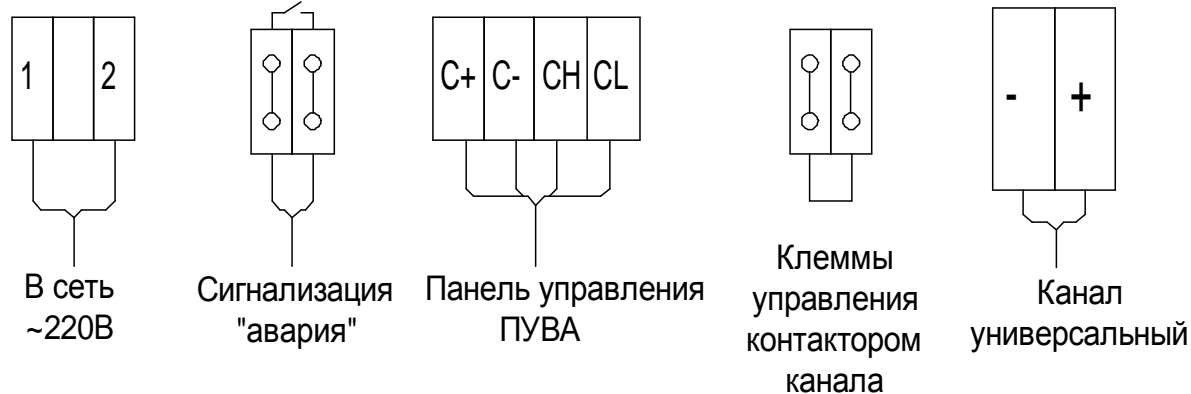 1 2
C+ C- CH CL
- +
В сеть
~220В
Сигнализация
"авария"
Панель управления
ПУВА
Клеммы
управления
контактором
канала
Канал
универсальный